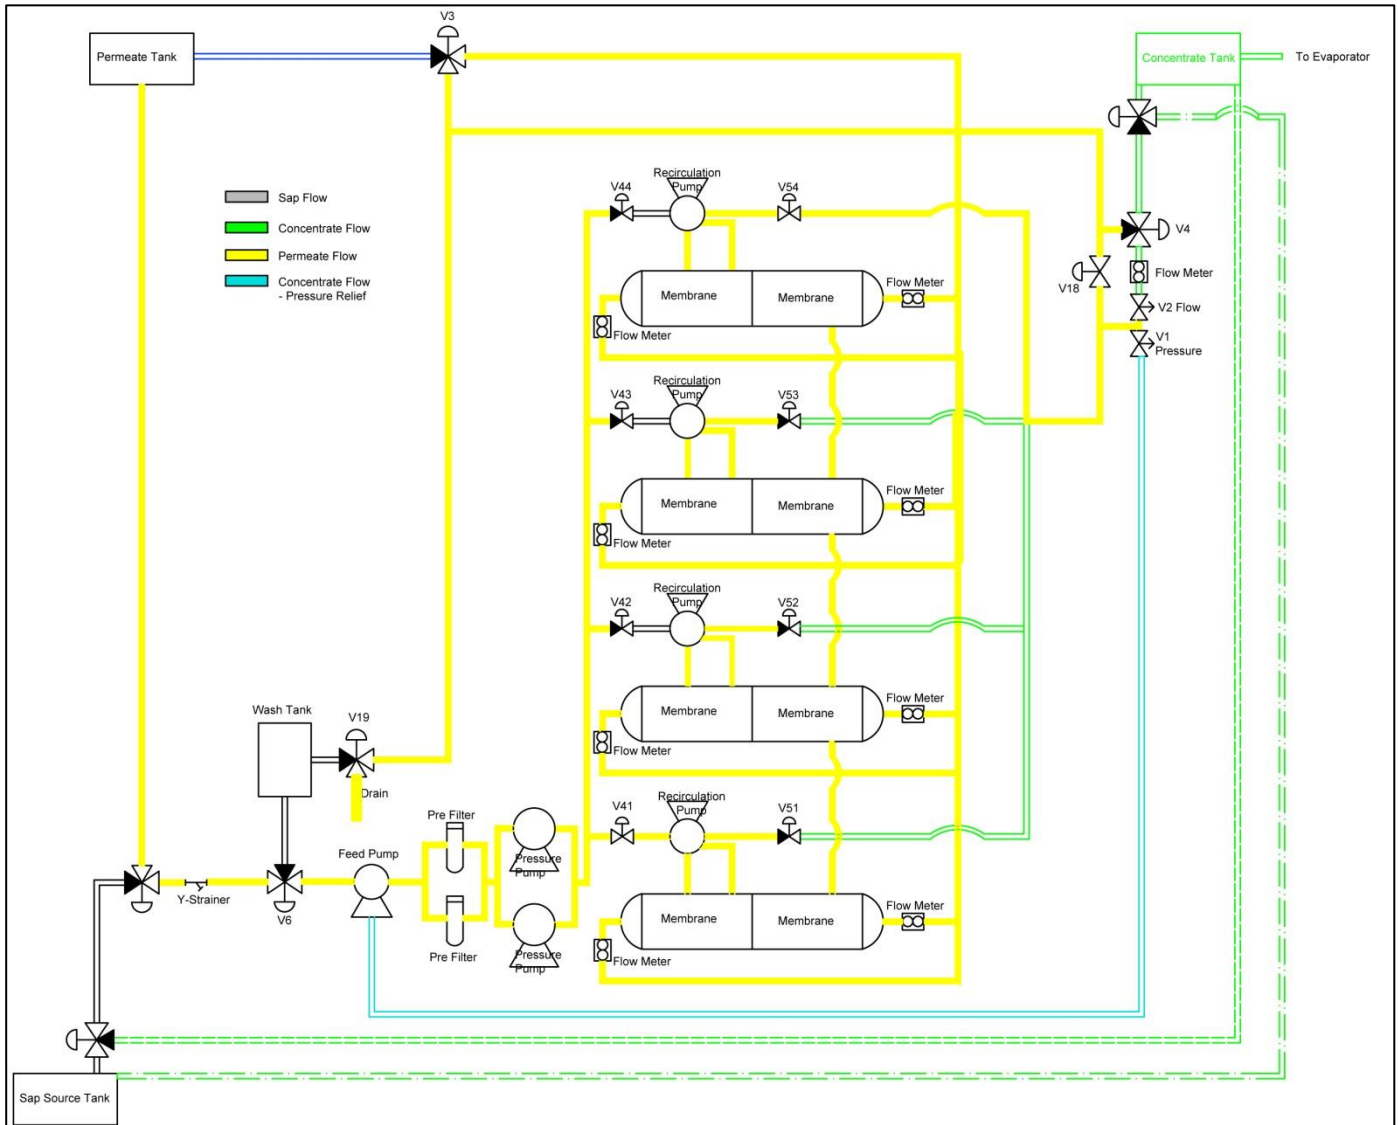 V3
Permeate Tank
Concentrate Tank
To Evaporator
Sap Flow
Concentrate Flow
Permeate Flow
Concentrate Flow
- Pressure Relief
V44
Recirculation
Pump
V54
V4
Flow Meter
V18
V2 Flow
V1
Pressure
Membrane
Membrane
Flow Meter
Flow Meter
V43
Recirculation
Pump
V53
Membrane
Membrane
Flow Meter
Flow Meter
V42
Recirculation
Pump
V52
Membrane
Membrane
Flow Meter
Flow Meter
Wash Tank
V19
Drain
V41
Recirculation
Pump
V51
Pre Filter
Pressure
Pump
Feed Pump
Y-Strainer
V6
Pre Filter
Pressure
Pump
Membrane
Membrane
Flow Meter
Flow Meter
Sap Source Tank